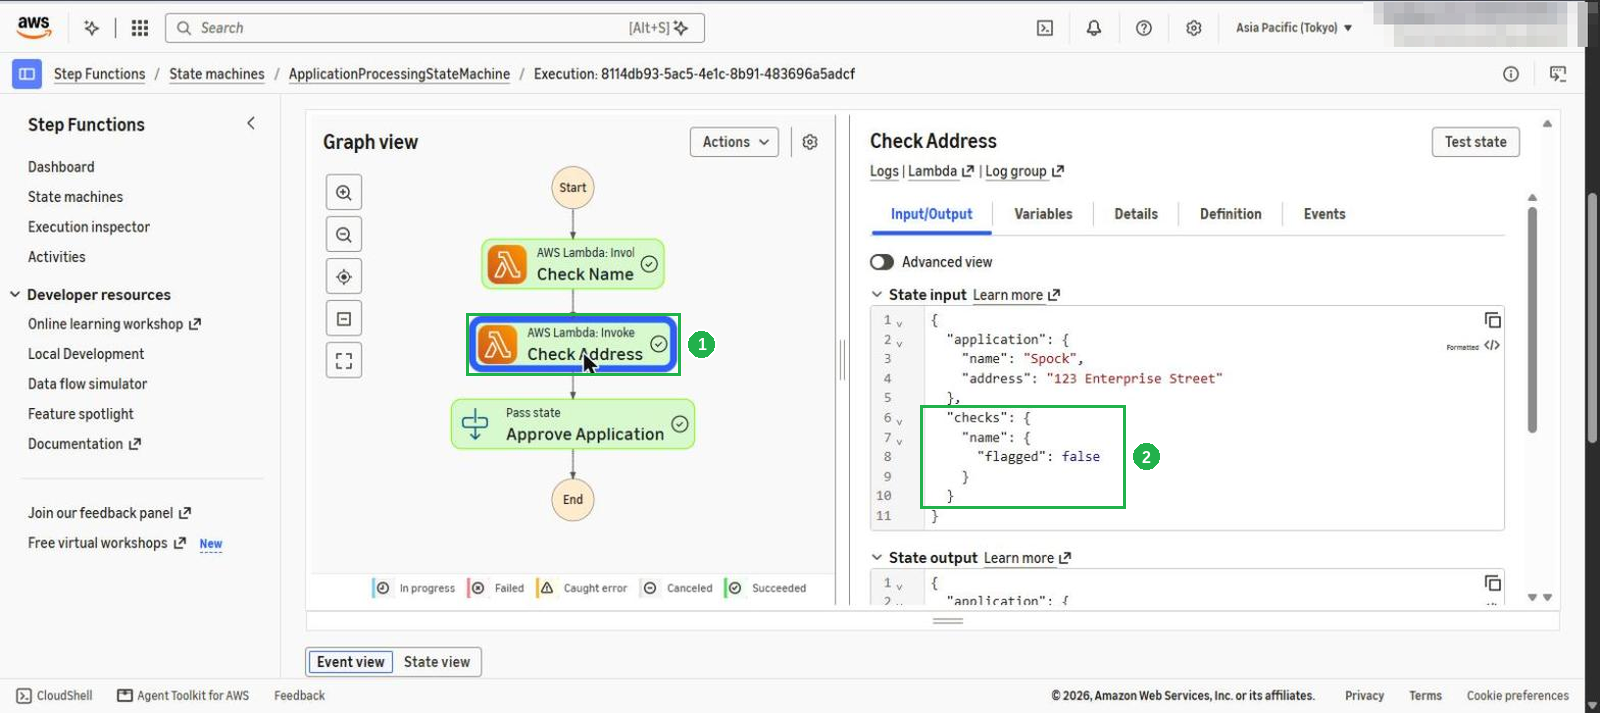 aws
Search
[Alt+S]
Asia Pacific (Tokyo)
Step Functions / State machines / ApplicationProcessingStateMachine / Execution: 8114db93-5ac5-4e1c-8b91-483696a5adcf
Step Functions
Dashboard
State machines
Execution inspector
Activities
Developer resources
Online learning workshop
Local Development
Data flow simulator
Feature spotlight
Documentation
Join our feedback panel
Free virtual workshops New
Graph view
Actions
Start
AWS Lambda: Invol
Check Name
AWS Lambda: Invoke
Check Address
1
Pass state
Approve Application
End
In progress
Failed
Caught error
Canceled
Succeeded
Check Address
Test state
Logs | Lambda | Log group
Input/Output
Variables
Details
Definition
Events
Advanced view
State input Learn more
Formatted
1 {
2 "application": {
3 "name": "Spock",
4 "address": "123 Enterprise Street"
5 },
6 "checks": {
7 "name": {
8 "flagged": false
9 }
10 }
11 }
2
State output Learn more
1 {
2 "application": {
Event view
State view
CloudShell
Agent Toolkit for AWS
Feedback
© 2026, Amazon Web Services, Inc. or its affiliates.
Privacy
Terms
Cookie preferences